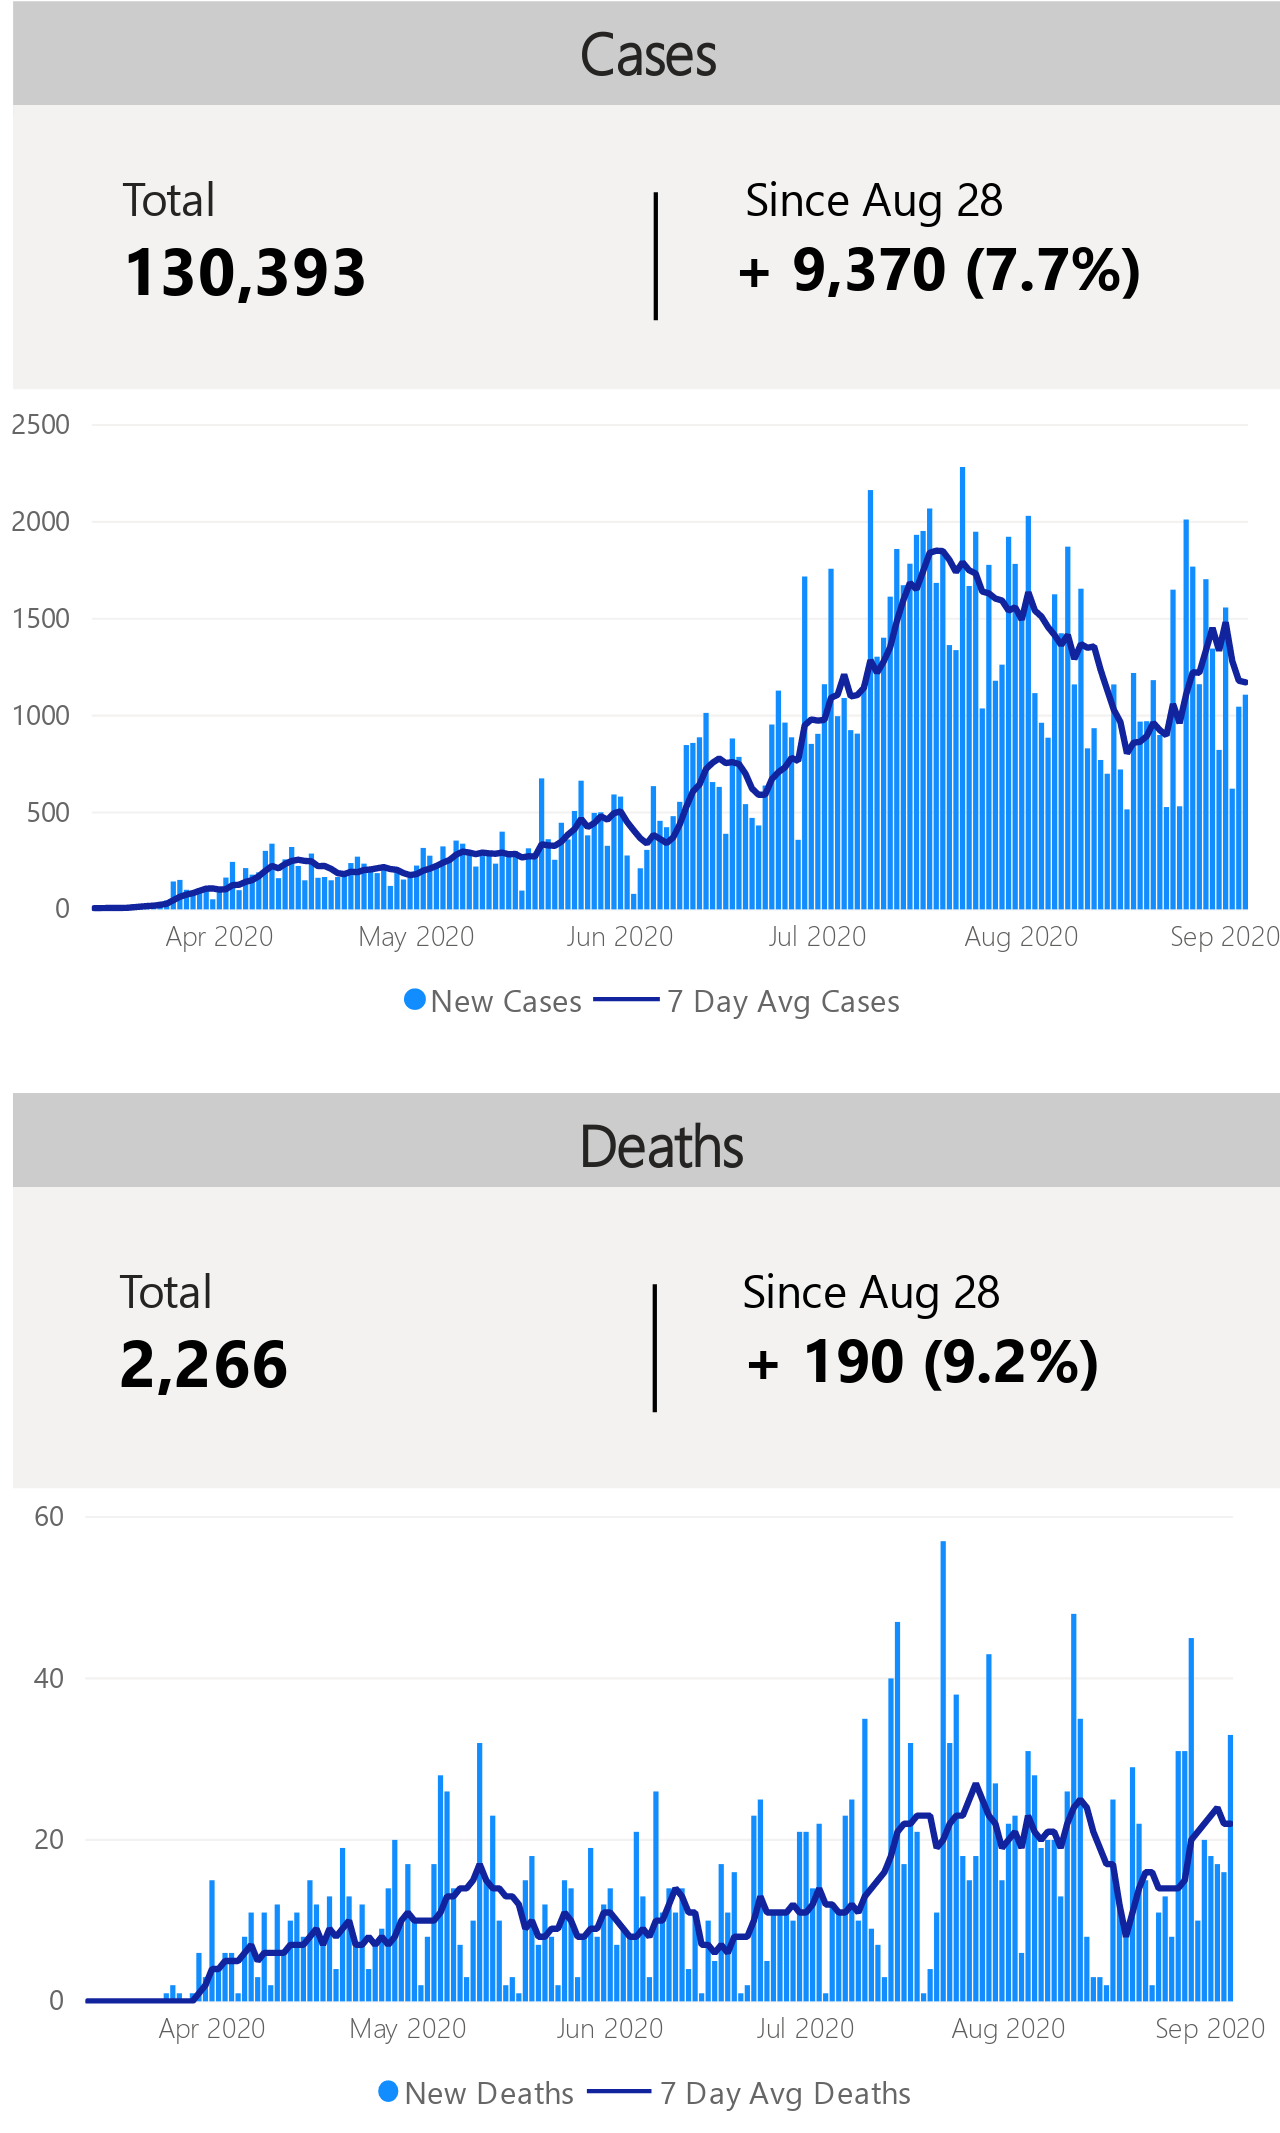 Cases
Total
Since Aug 28
130,393
+ 9,370 (7.7%)
2500
2000
1500
1000
500
0
Apr 2020 May 2020 Jun 2020 Jul 2020 Aug 2020 Sep 2020
New Cases 7 Day Avg Cases
Deaths
Total
Since Aug 28
2,266
+ 190 (9.2%)
60
40
20
0
Apr 2020 May 2020 Jun 2020 Jul 2020 Aug 2020 Sep 2020
New Deaths 7 Day Avg Deaths